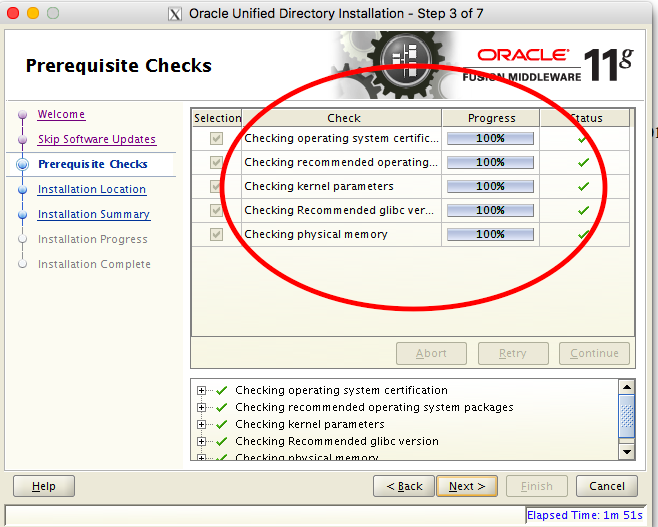 Oracle Unified Directory Installation - Step 3 of 7
Prerequisite Checks
ORACLE
FUSION MIDDLEWARE
11g
Welcome
Skip Software Updates
Prerequisite Checks
Installation Location
Installation Summary
Installation Progress
Installation Complete
Selection Check Progress Status
Checking operating system certific... 100%
Checking recommended operating... 100%
Checking kernel parameters 100%
Checking Recommended glibc ver... 100%
Checking physical memory 100%
Abort Retry Continue
Checking operating system certification
Checking recommended operating system packages
Checking kernel parameters
Checking Recommended glibc version
Checking physical memory
Help < Back Next > Finish Cancel
Elapsed Time: 1m 51s